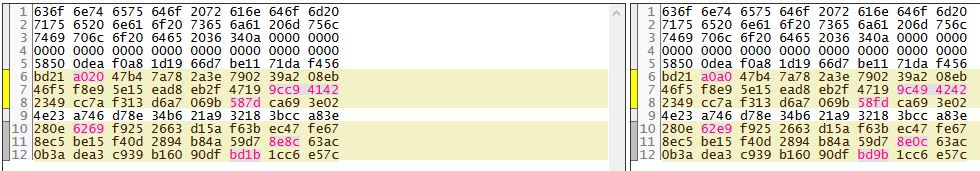 1 636f 6e74 6575 646f 2072 616e 646f 6d20
2 7175 6520 6e61 6f20 7365 6a61 206d 756c
3 7469 706c 6f20 6465 2036 340a 0000 0000
4 0000 0000 0000 0000 0000 0000 0000 0000
5 5850 0dea f0a8 1d19 66d7 be11 71da f456
6 bd21 a020 47b4 7a78 2a3e 7902 39a2 08eb
7 46f5 f8e9 5e15 ead8 eb2f 4719 9cc9 4142
8 2349 cc7a f313 d6a7 069b 587d ca69 3e02
9 4e23 a746 d78e 34b6 21a9 3218 3bcc a83e
10 280e 6269 f925 2663 d15a f63b ec47 fe67
11 8ec5 be15 f40d 2894 b84a 59d7 8e8c 63ac
12 0b3a dea3 c939 b160 90df bd1b 1cc6 e57c
1 636f 6e74 6575 646f 2072 616e 646f 6d20
2 7175 6520 6e61 6f20 7365 6a61 206d 756c
3 7469 706c 6f20 6465 2036 340a 0000 0000
4 0000 0000 0000 0000 0000 0000 0000 0000
5 5850 0dea f0a8 1d19 66d7 be11 71da f456
6 bd21 a0a0 47b4 7a78 2a3e 7902 39a2 08eb
7 46f5 f8e9 5e15 ead8 eb2f 4719 9c49 4242
8 2349 cc7a f313 d6a7 069b 58fd ca69 3e02
9 4e23 a746 d78e 34b6 21a9 3218 3bcc a83e
10 280e 62e9 f925 2663 d15a f63b ec47 fe67
11 8ec5 be15 f40d 2894 b84a 59d7 8e0c 63ac
12 0b3a dea3 c939 b160 90df bd9b 1cc6 e57c